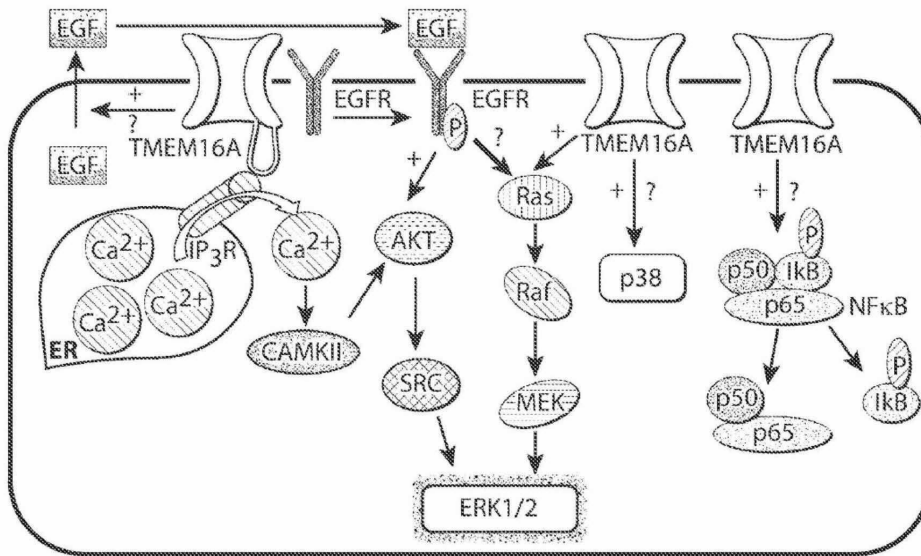 EGF
EGF
+
?
TMEM16A
EGF
EGFR
EGFR
P
?
+
+
TMEM16A
TMEM16A
+ ?
+ ?
Ras
Ca2+
IP3R
Ca2+
AKT
P
p50
IkB
p65
NFκB
p38
Ca2+
Ca2+
ER
Raf
CAMKII
SRC
MEK
p50
p65
P
IkB
ERK1/2